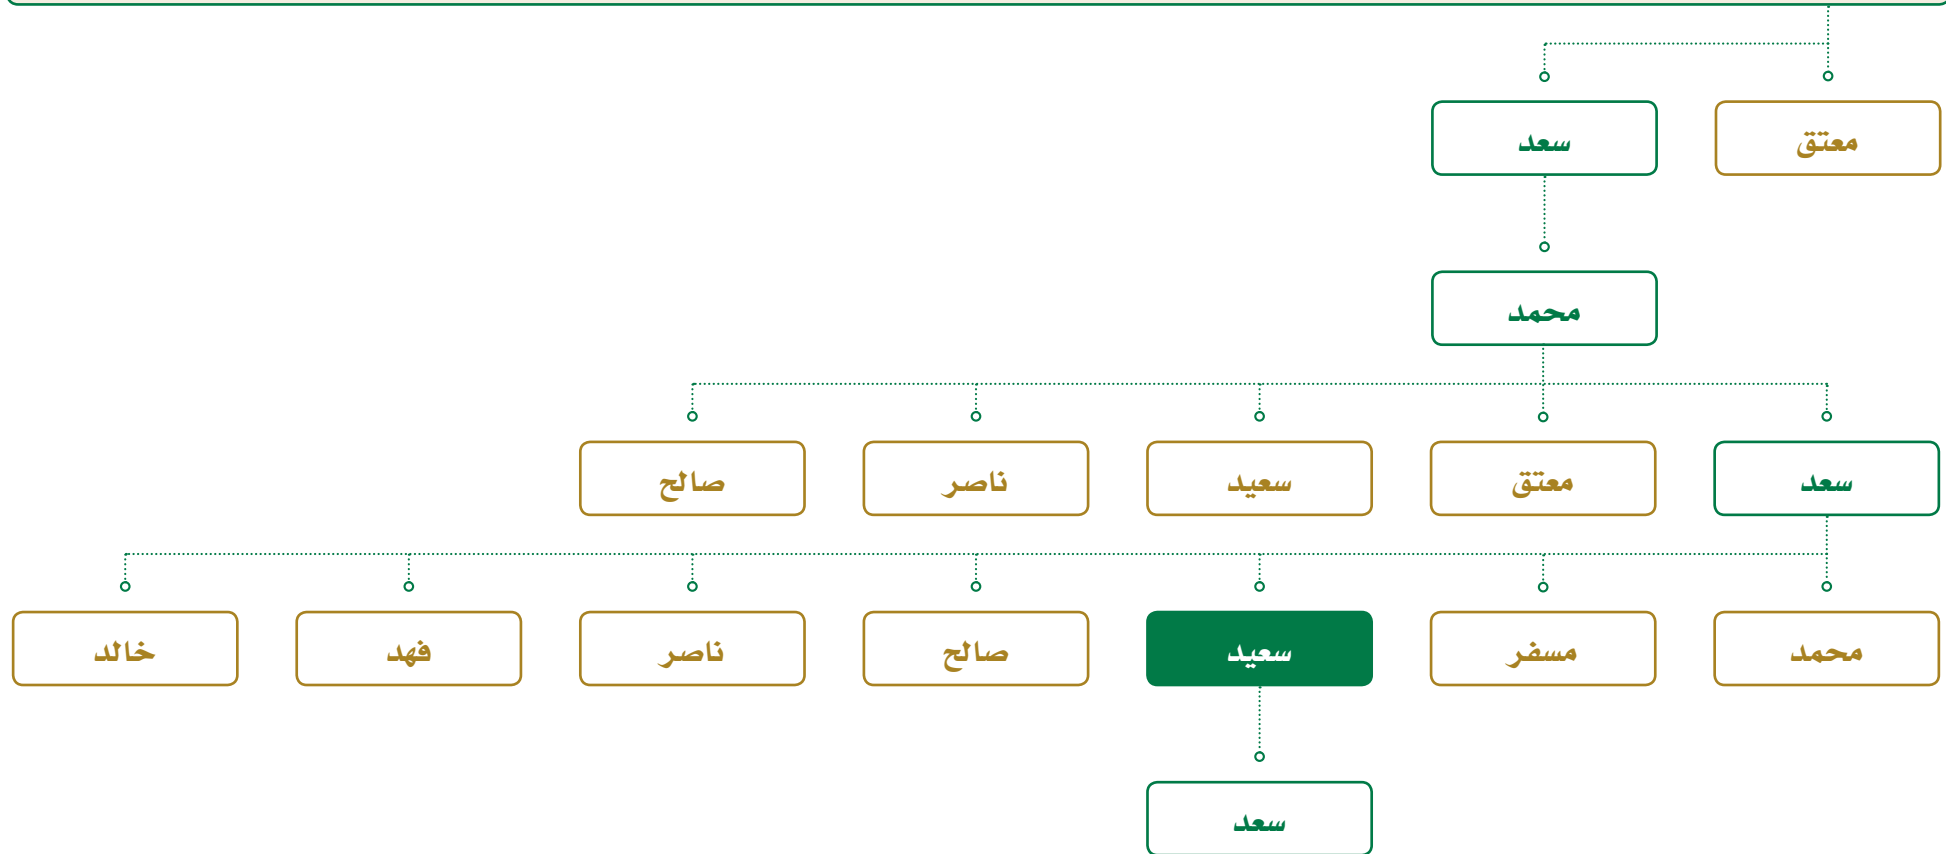 معتق
سعد
محمد
سعد
معتق
سعيد
ناصر
صالح
محمد
مسفر
سعيد
صالح
ناصر
فهد
خالد
سعد